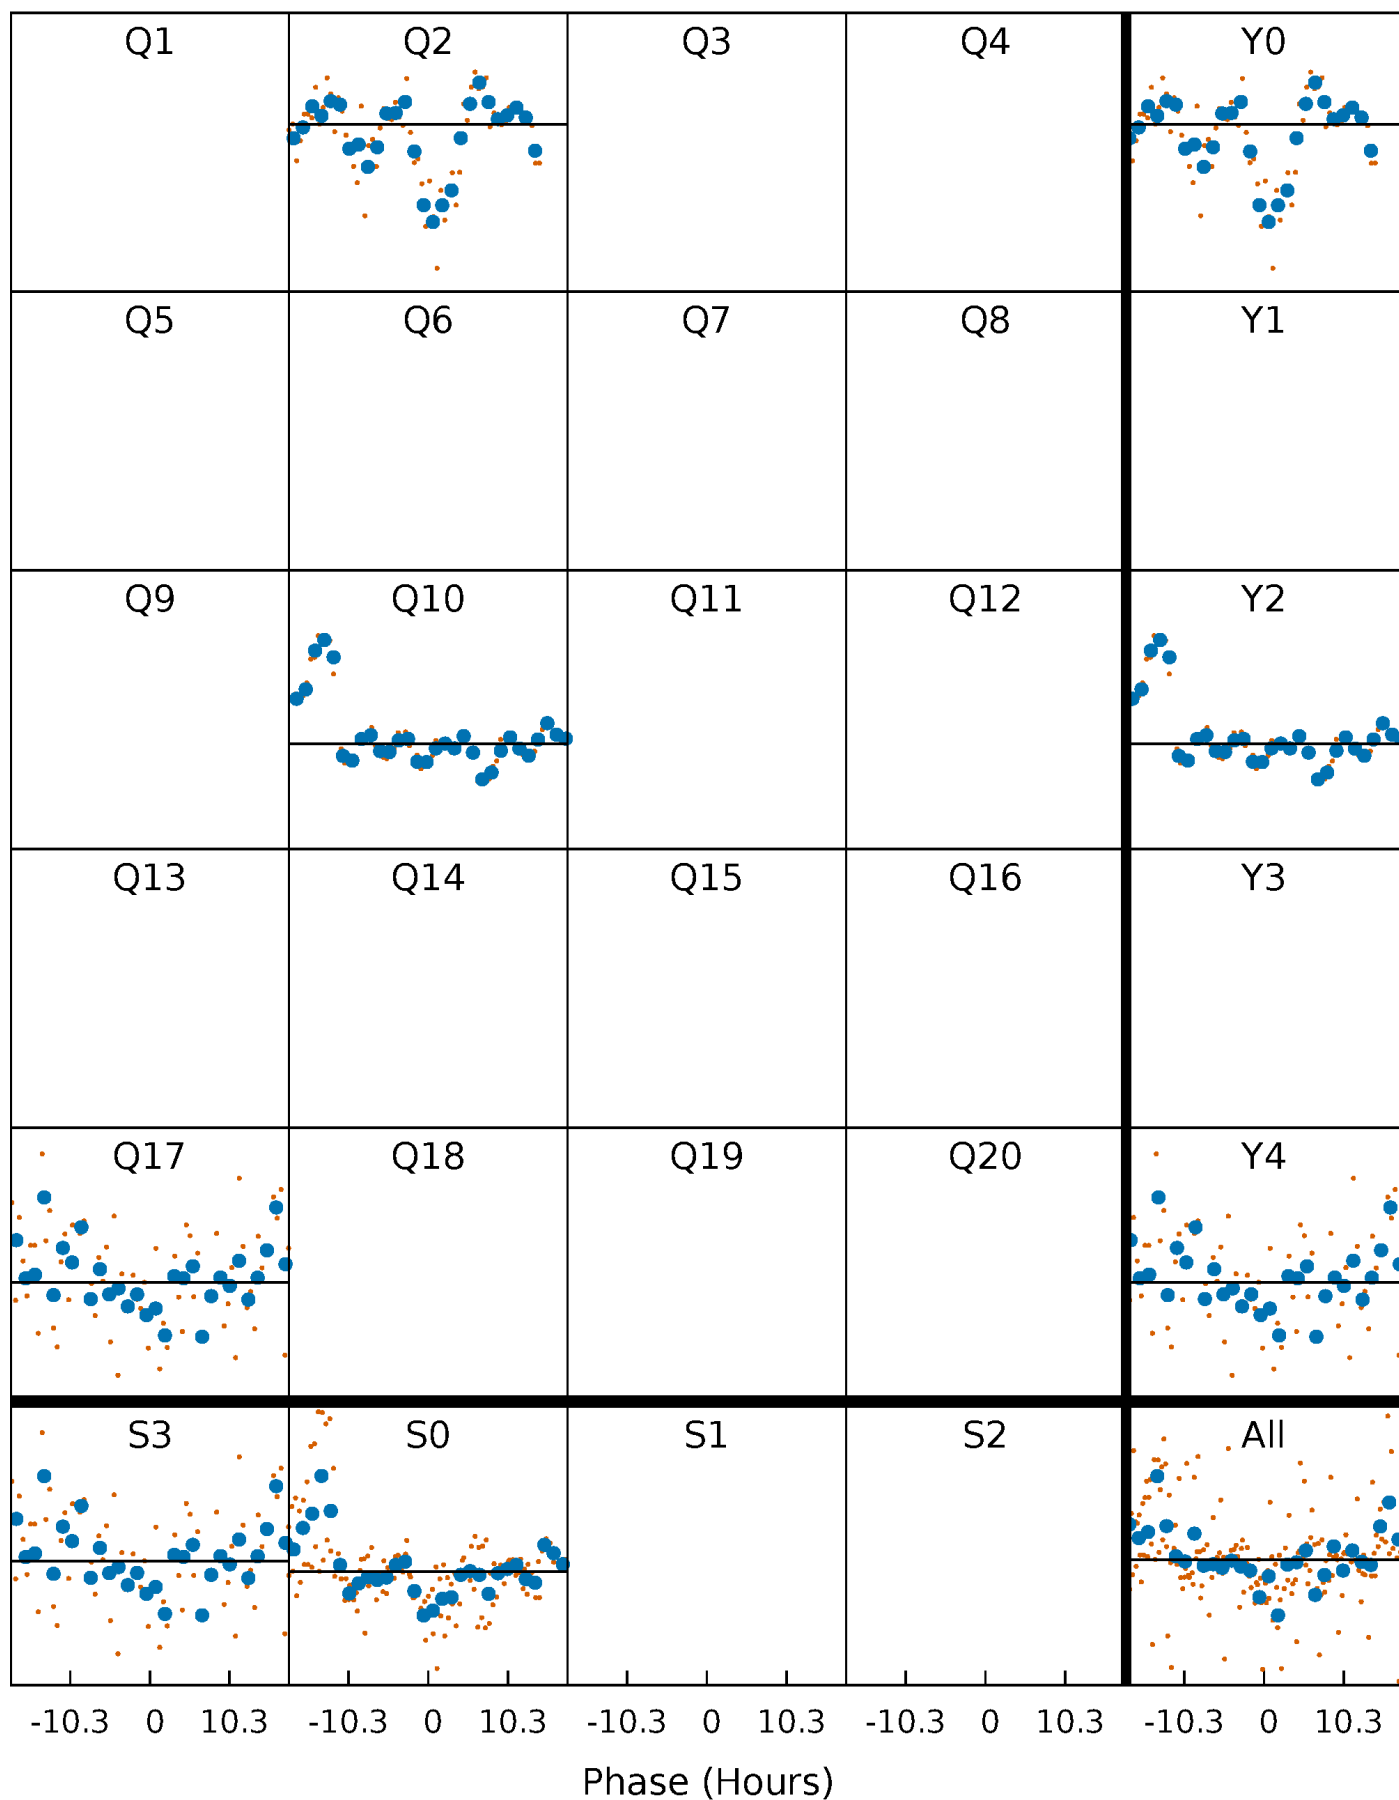 Q1 Q2 Q3 Q4 Y0
Q5 Q6 Q7 Q8 Y1
Q9 Q10 Q11 Q12 Y2
Q13 Q14 Q15 Q16 Y3
Q17 Q18 Q19 Q20 Y4
S3 S0 S1 S2 All
-10.3 0 10.3 -10.3 0 10.3 -10.3 0 10.3 -10.3 0 10.3 -10.3 0 10.3
Phase (Hours)